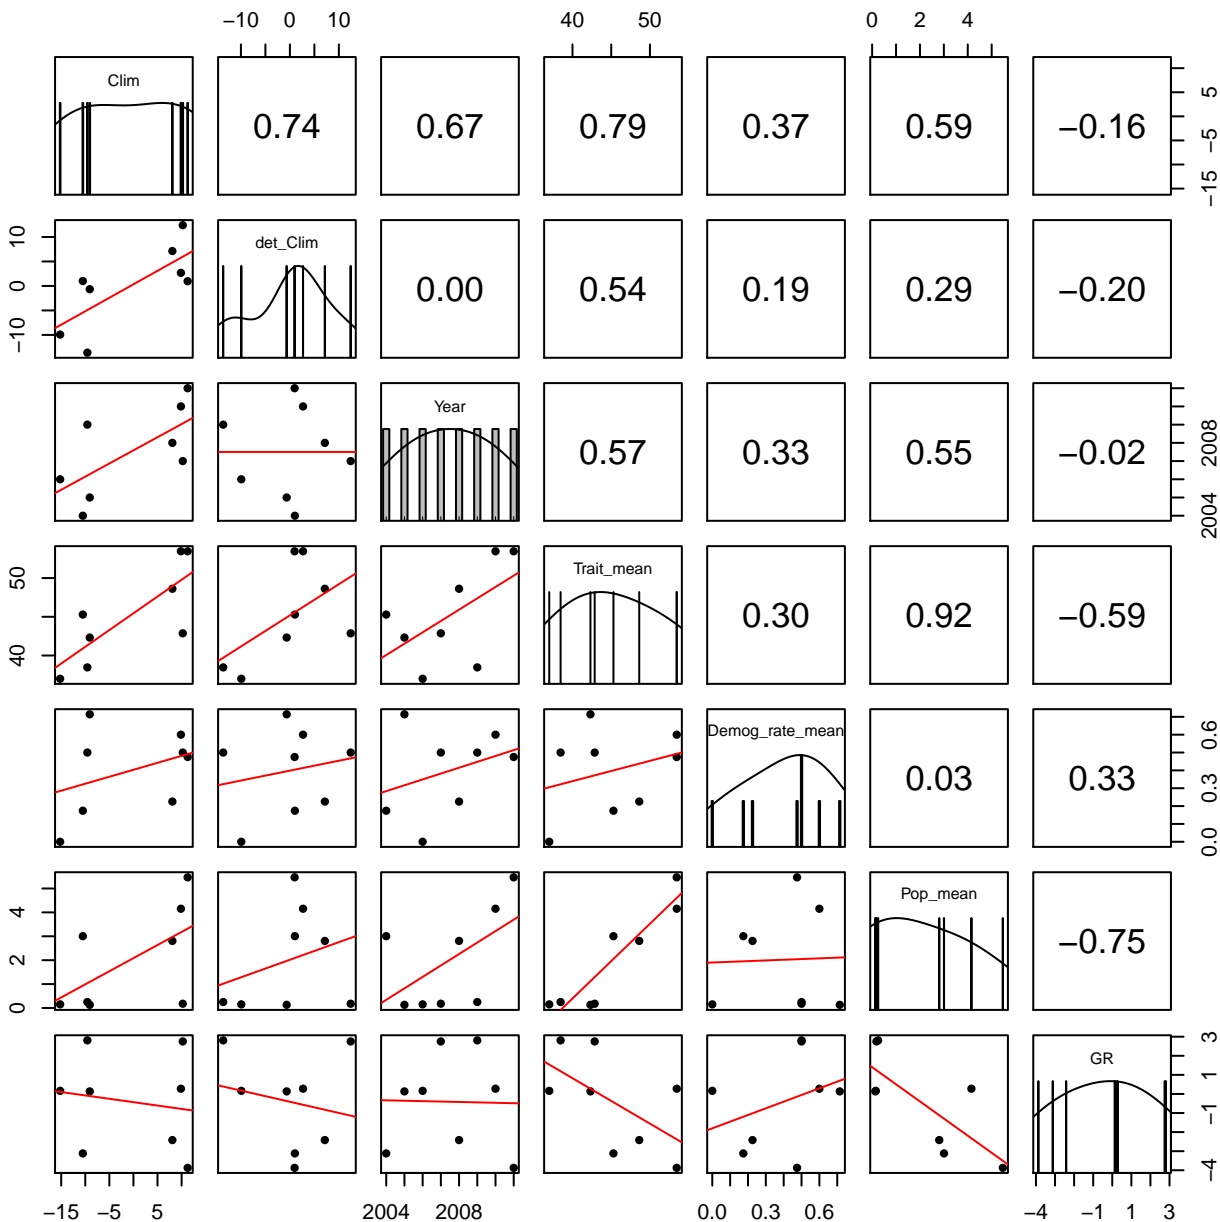 −10 0 10 40 50 0 2 4
Clim 0.74 0.67 0.79 0.37 0.59 −0.16 −15 −5 5
−10 0 10 det_Clim 0.00 0.54 0.19 0.29 −0.20
Year 0.57 0.33 0.55 −0.02 2004 2008
40 50 Trait_mean 0.30 0.92 −0.59
Demog_rate_mean 0.03 0.33 0.0 0.3 0.6
0 2 4 Pop_mean −0.75
GR −4 −1 1 3
−15 −5 5 2004 2008 0.0 0.3 0.6 −4 −1 1 3